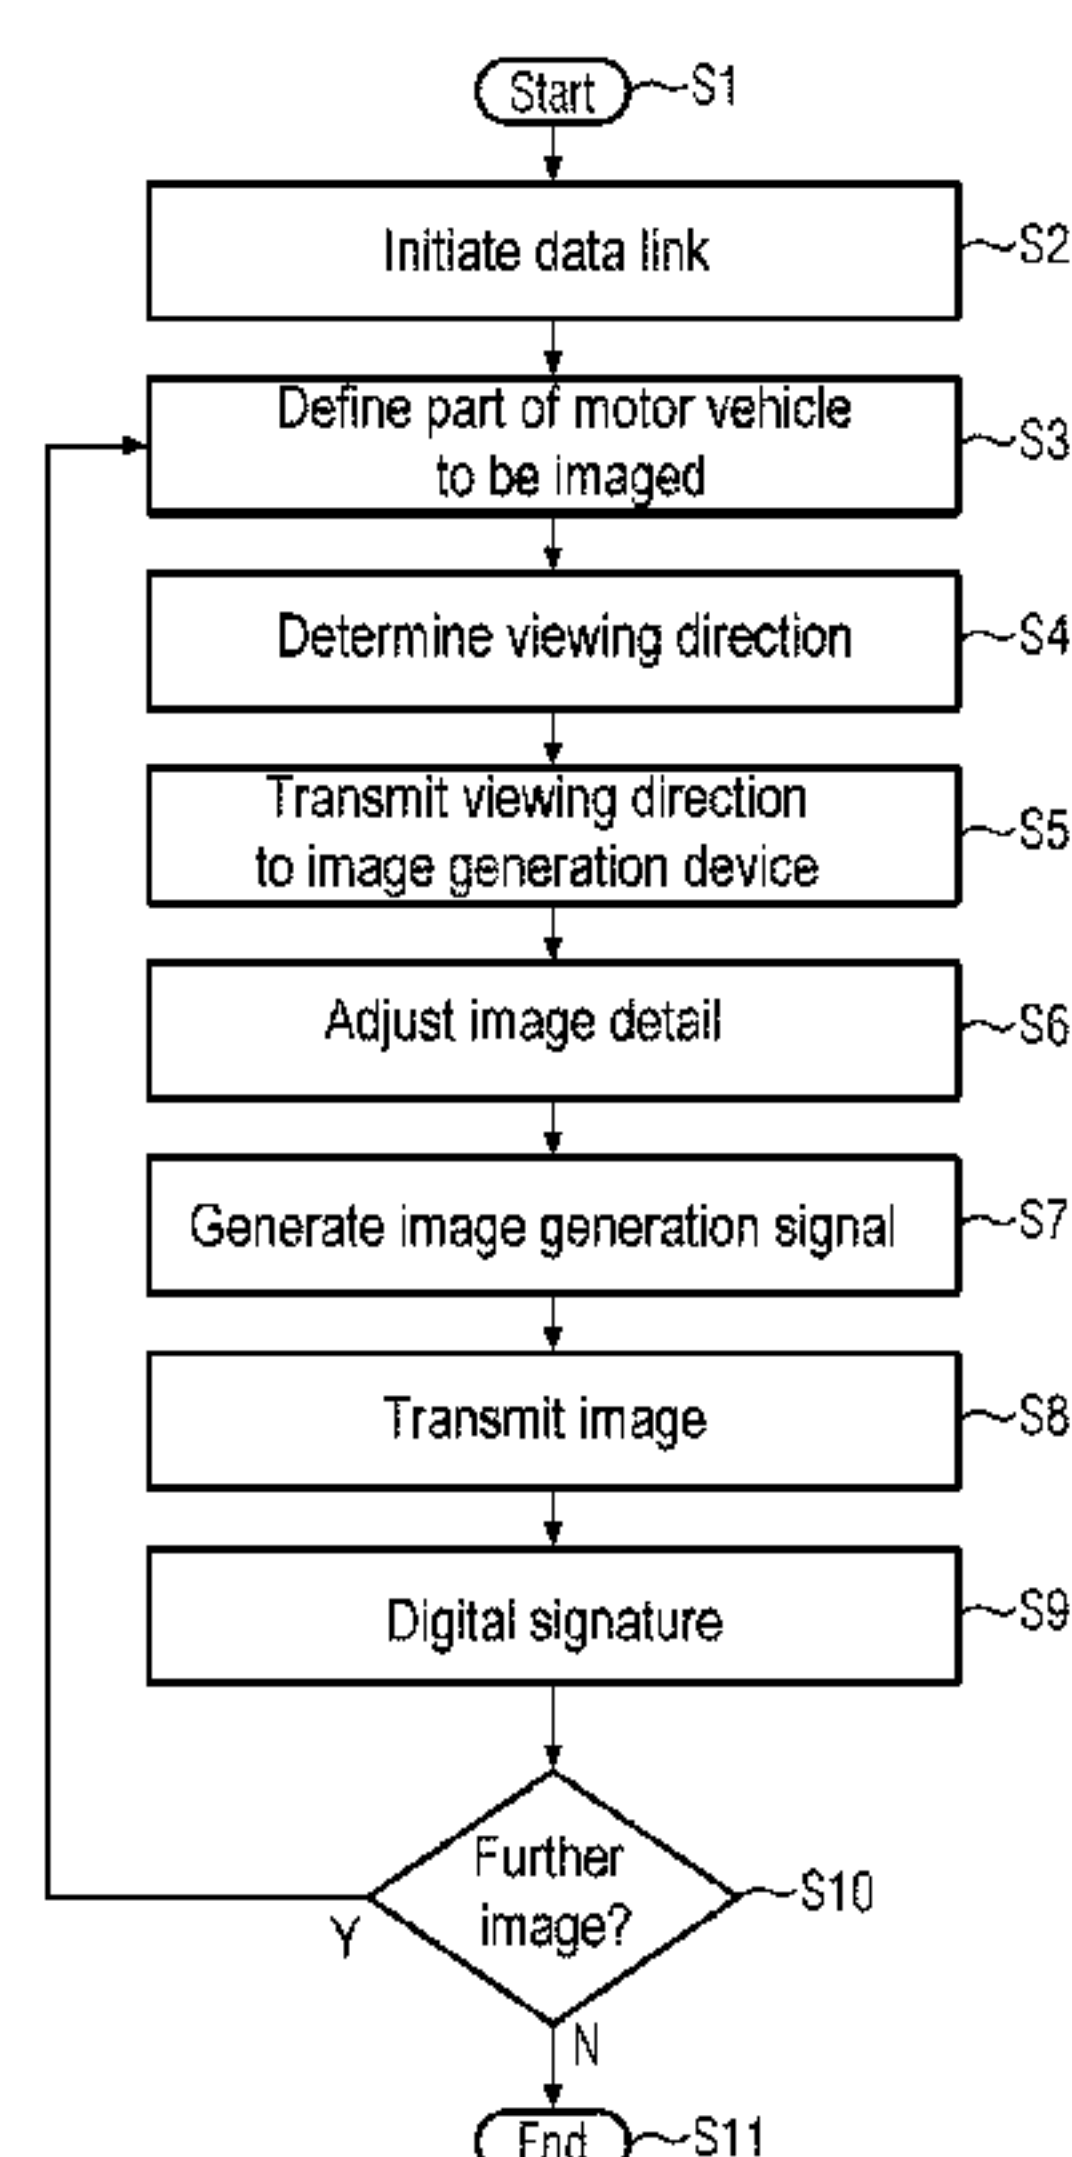 Start S1
Initiate data link S2
Define part of motor vehicle
to be imaged S3
Determine viewing direction S4
Transmit viewing direction
to image generation device S5
Adjust image detail S6
Generate image generation signal S7
Transmit image S8
Digital signature S9
Further
image? S10
Y
N
End S11